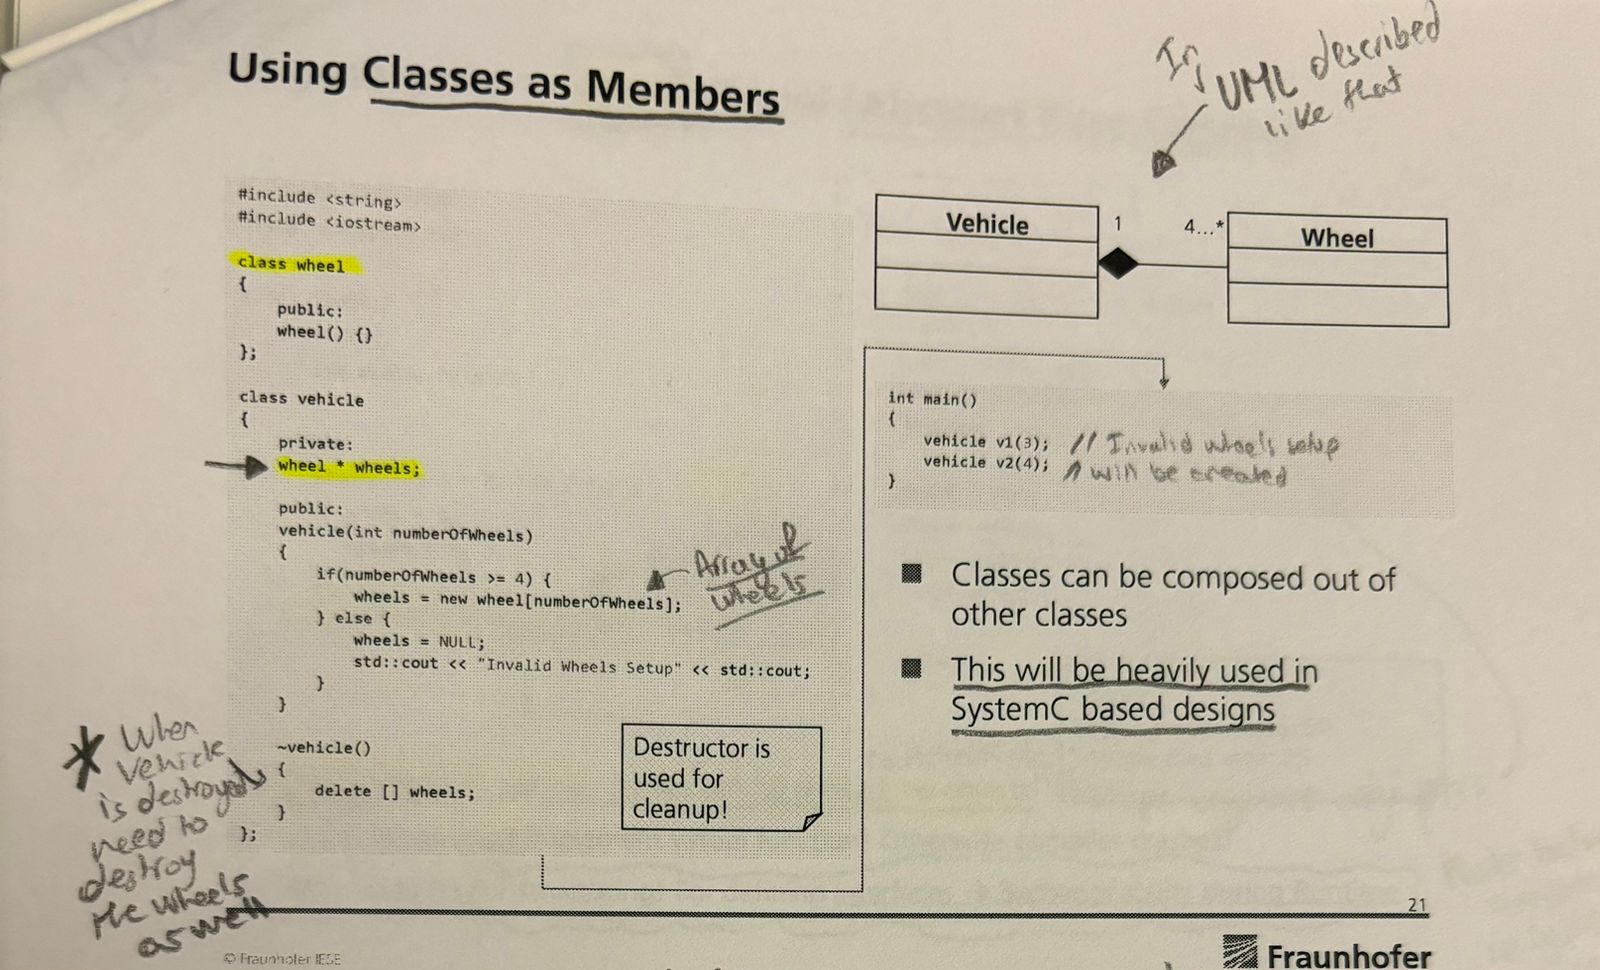 Using Classes as Members
In
UML described
like that
#include <string>
#include <iostream>
class wheel
{
public:
wheel() {}
};
class vehicle
{
private:
wheel * wheels;
public:
vehicle(int numberOfWheels)
{
if(numberOfWheels >= 4) {
wheels = new wheel[numberOfWheels];
} else {
wheels = NULL;
std::cout << "Invalid Wheels Setup" << std::cout;
}
}
~vehicle()
{
delete [] wheels;
}
};
Array of
wheels
* When
vehicle
is destroyed
need to
destroy
the wheels
as well
Destructor is
used for
cleanup!
Vehicle 1 4...* Wheel
int main()
{
vehicle v1(3); // Invalid wheels setup
vehicle v2(4); // will be created
}
Classes can be composed out of
other classes
This will be heavily used in
SystemC based designs
21
© Fraunhofer IESE
Fraunhofer